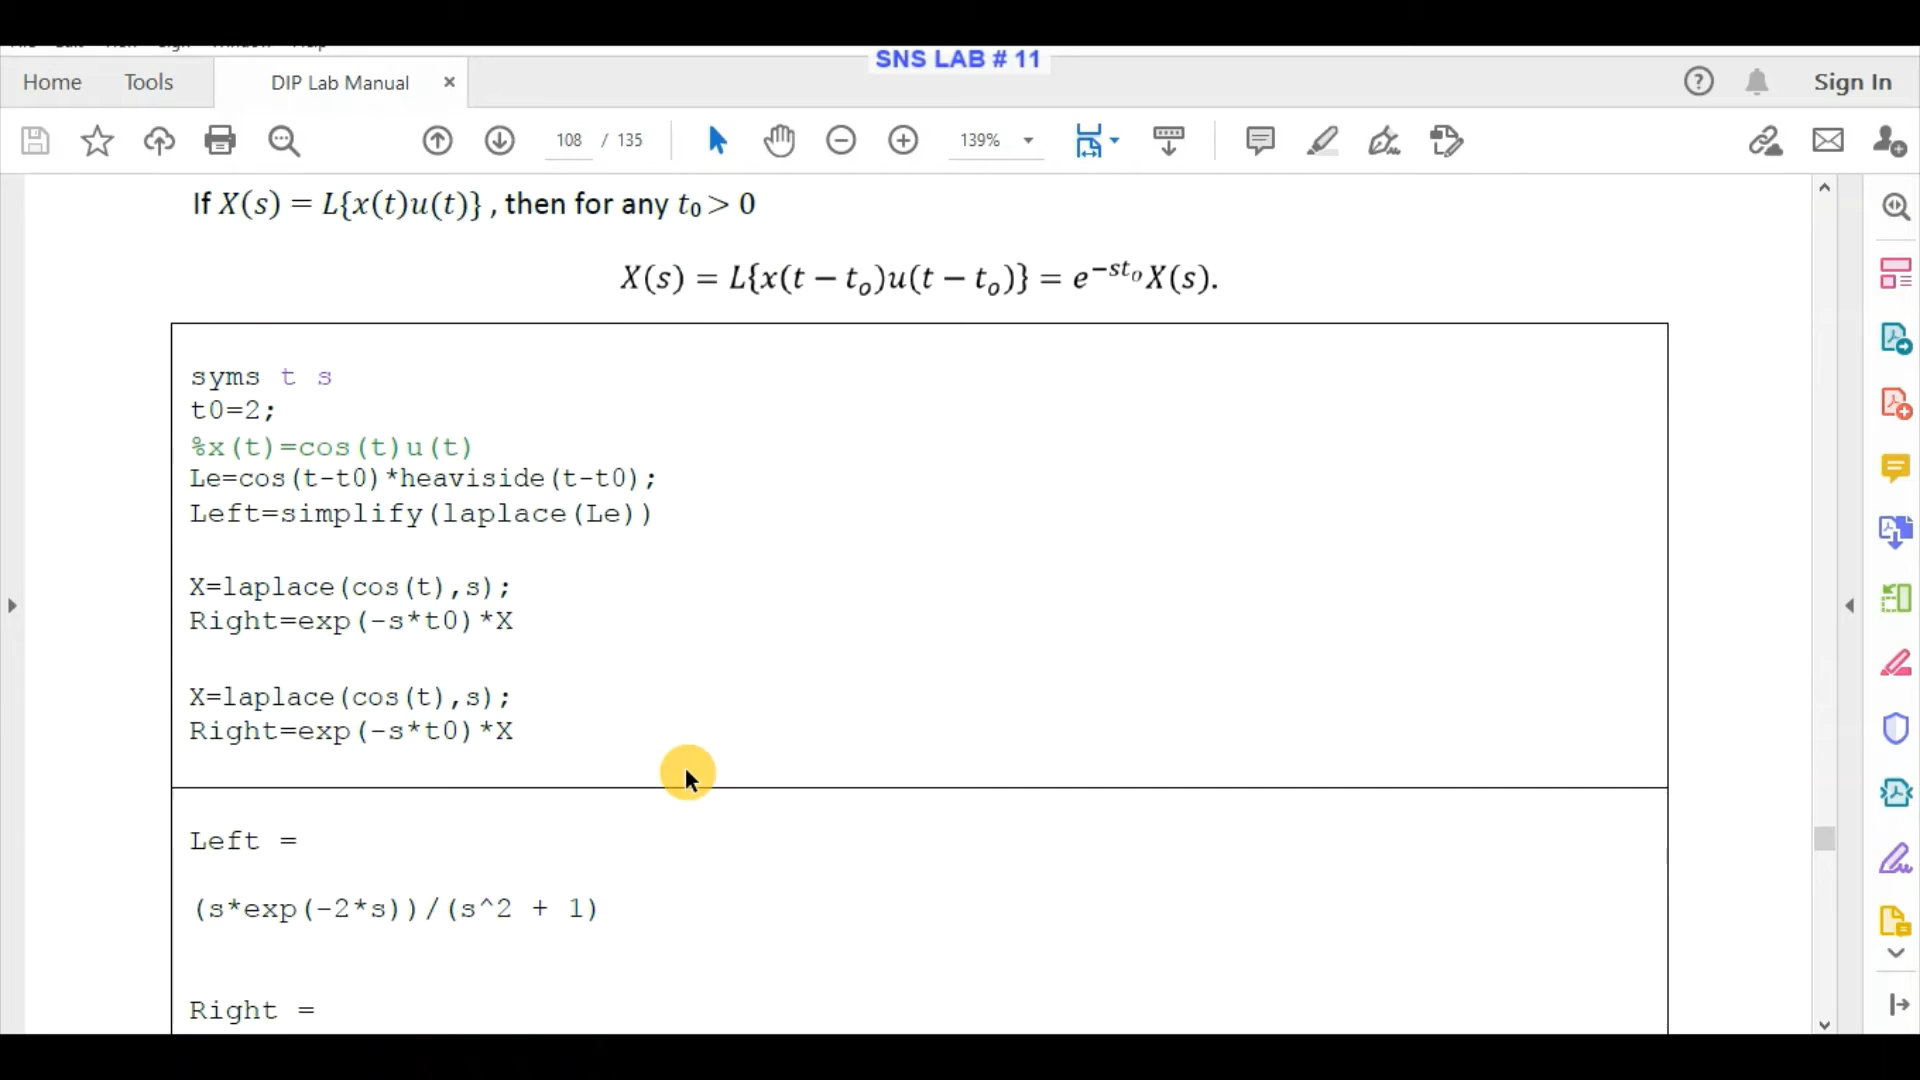 SNS LAB # 11
Home Tools DIP Lab Manual × Sign In
108 / 135 139%
If X(s) = L{x(t)u(t)} , then for any t₀ > 0
X(s) = L{x(t − tₒ)u(t − tₒ)} = e^(−stₒ) X(s).
syms t s
t0=2;
%x(t)=cos(t)u(t)
Le=cos(t-t0)*heaviside(t-t0);
Left=simplify(laplace(Le))
X=laplace(cos(t),s);
Right=exp(-s*t0)*X
X=laplace(cos(t),s);
Right=exp(-s*t0)*X
Left =
(s*exp(-2*s))/(s^2 + 1)
Right =